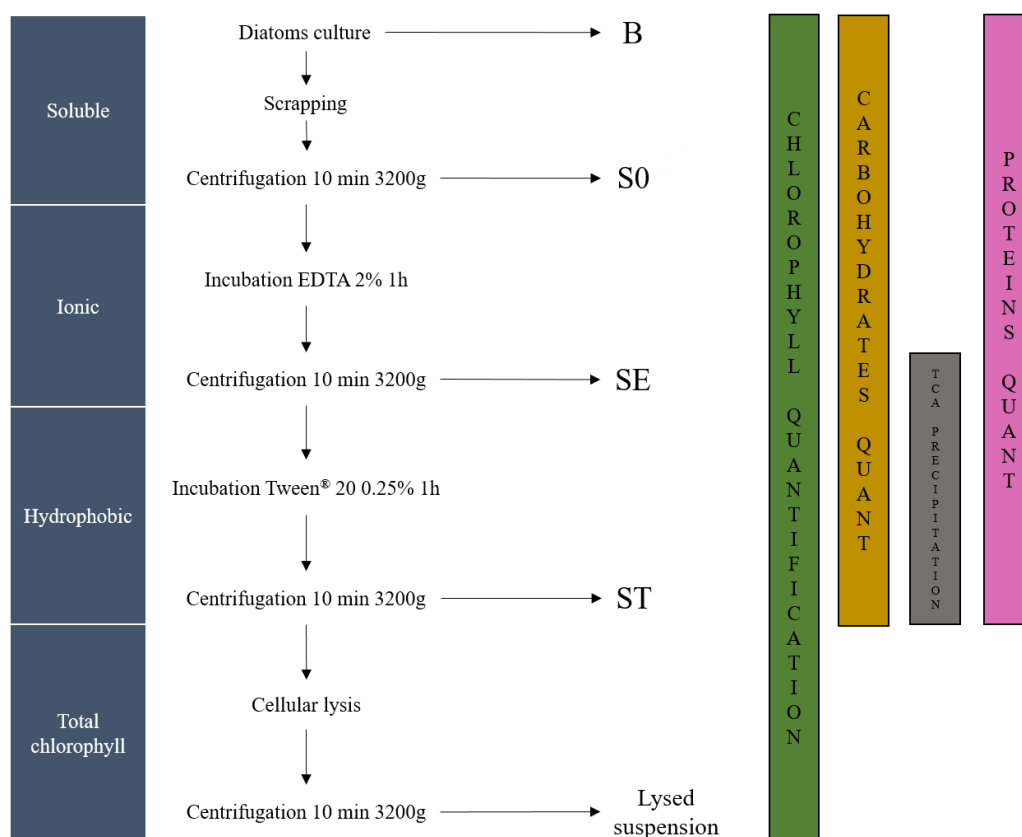 Diatoms culture
B
Soluble
Scrapping
Centrifugation 10 min 3200g
S0
Incubation EDTA 2% 1h
Ionic
Centrifugation 10 min 3200g
SE
Incubation Tween® 20 0.25% 1h
Hydrophobic
Centrifugation 10 min 3200g
ST
Cellular lysis
Total
chlorophyll
Centrifugation 10 min 3200g
Lysed
suspension
CHLOROPHYLL QUANTIFICATION
CARBOHYDRATES QUANT
TCA PRECIPITATION
PROTEINS QUANT